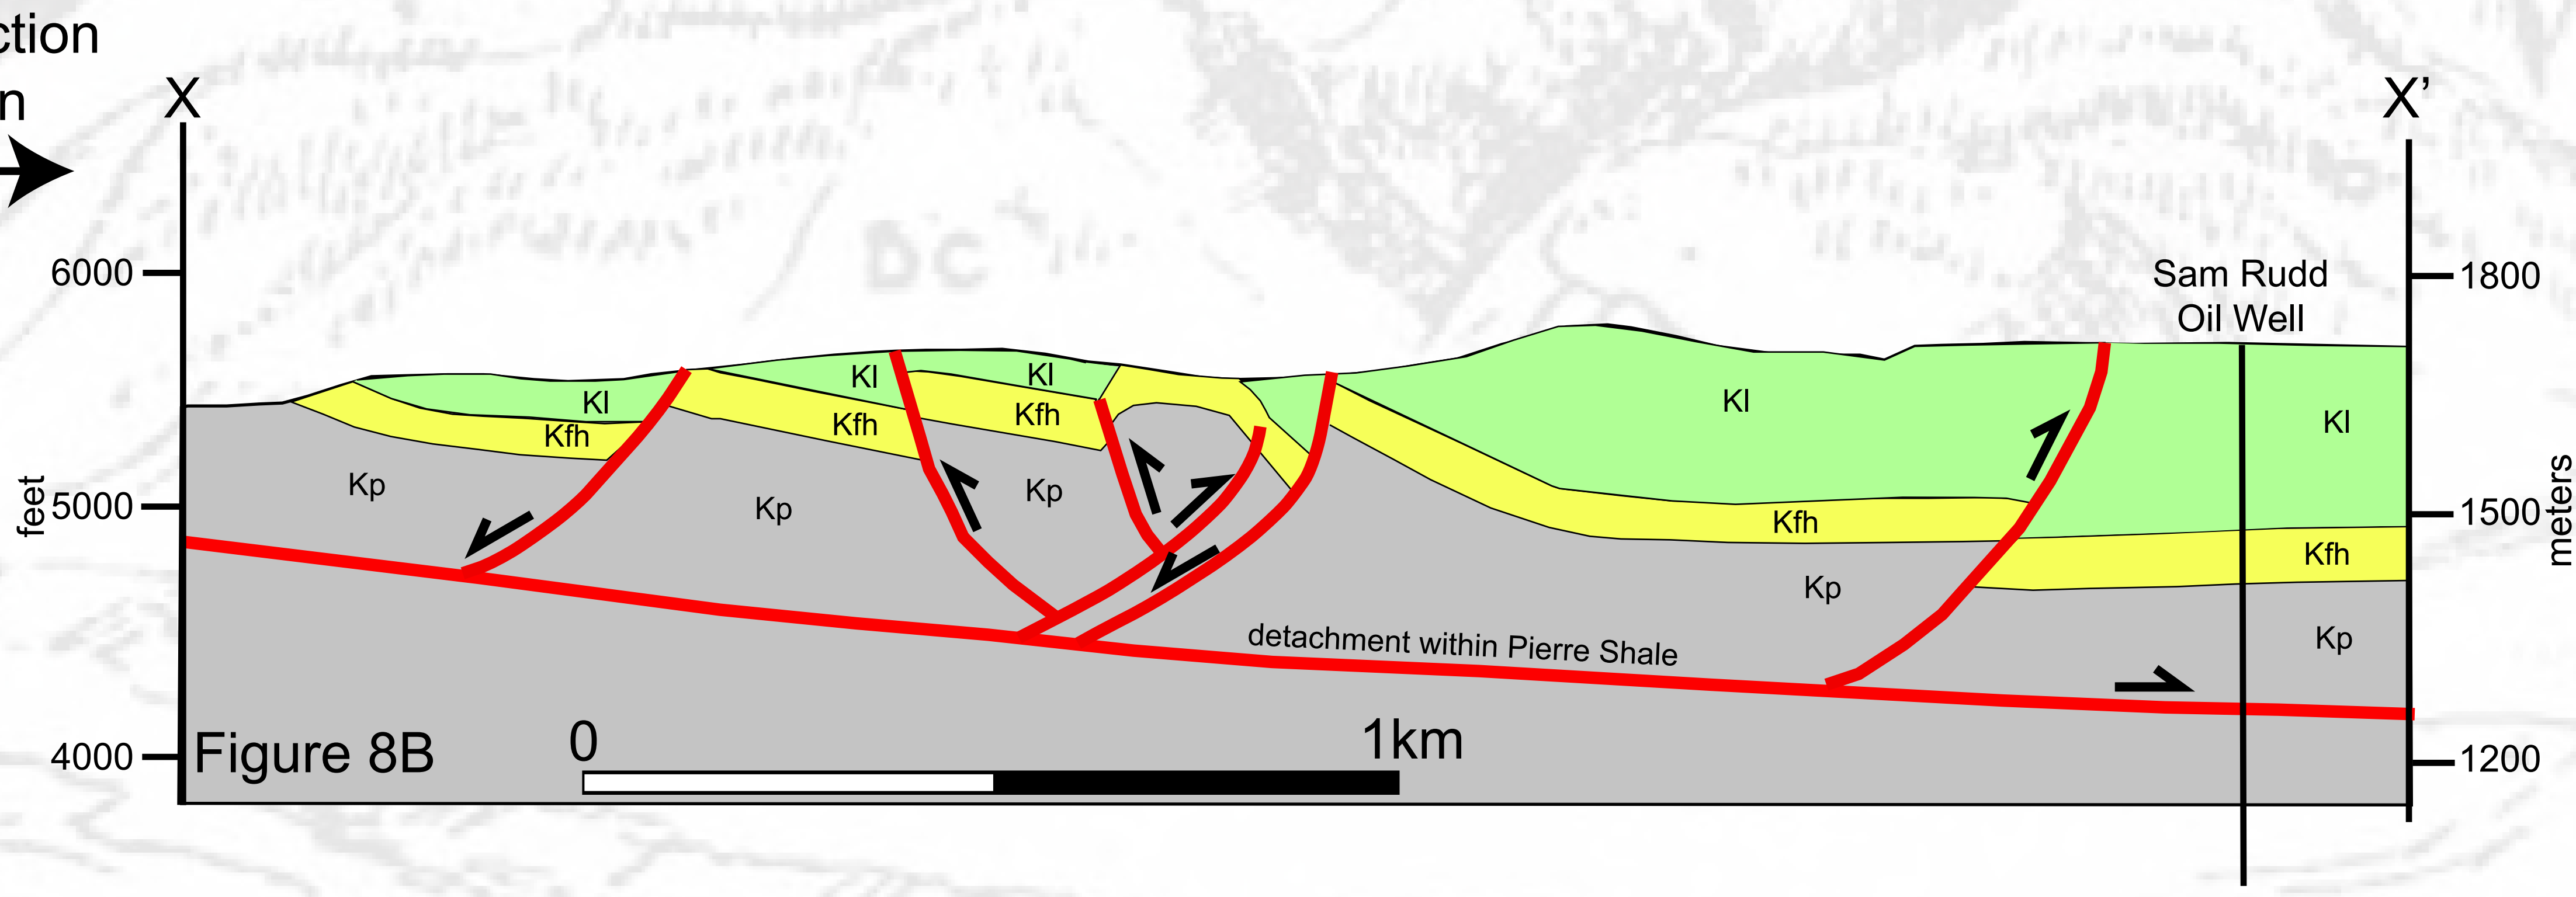 ction
n
X
X’
6000
5000
4000
feet
1800
1500
1200
meters
DC
Sam Rudd
Oil Well
Kl
Kl
Kl
Kl
Kl
Kfh
Kfh
Kfh
Kfh
Kfh
Kp
Kp
Kp
Kp
Kp
detachment within Pierre Shale
Figure 8B
0
1km